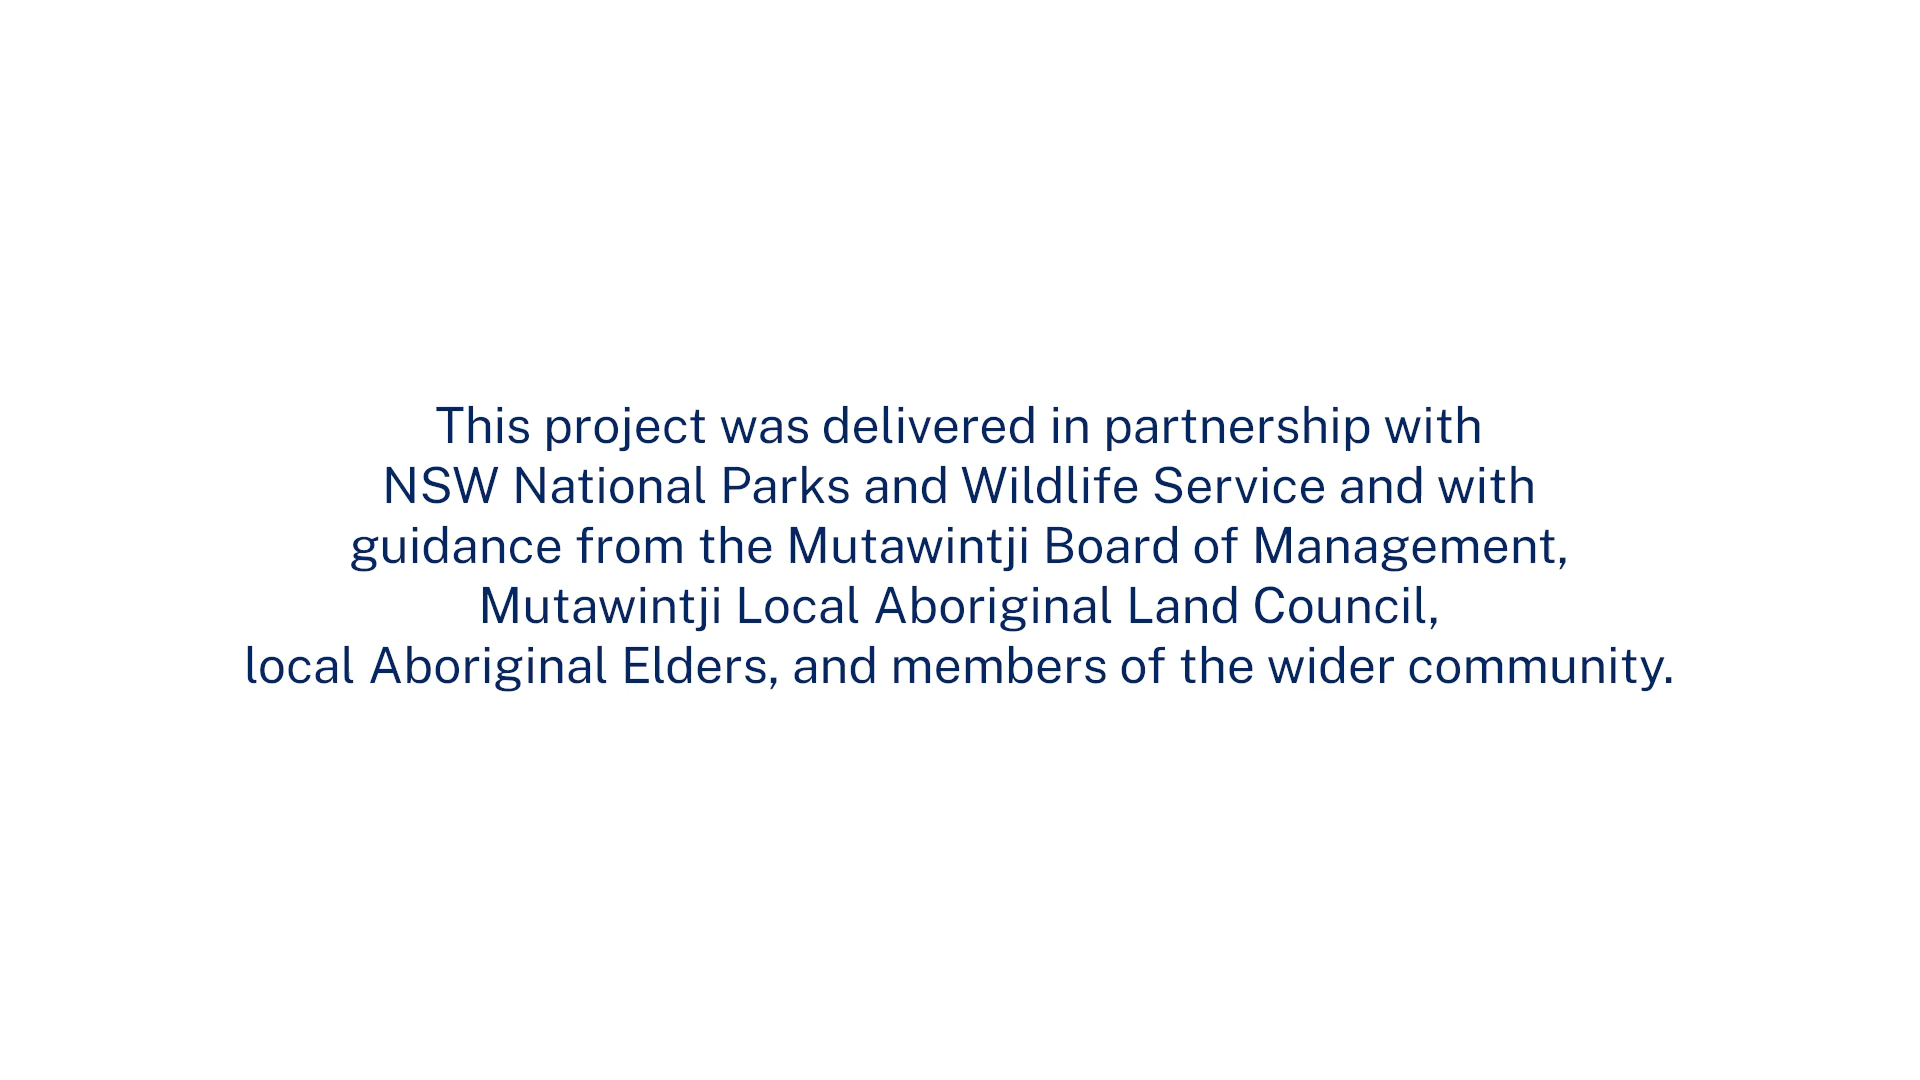 This project was delivered in partnership with
NSW National Parks and Wildlife Service and with
guidance from the Mutawintji Board of Management,
Mutawintji Local Aboriginal Land Council,
local Aboriginal Elders, and members of the wider community.